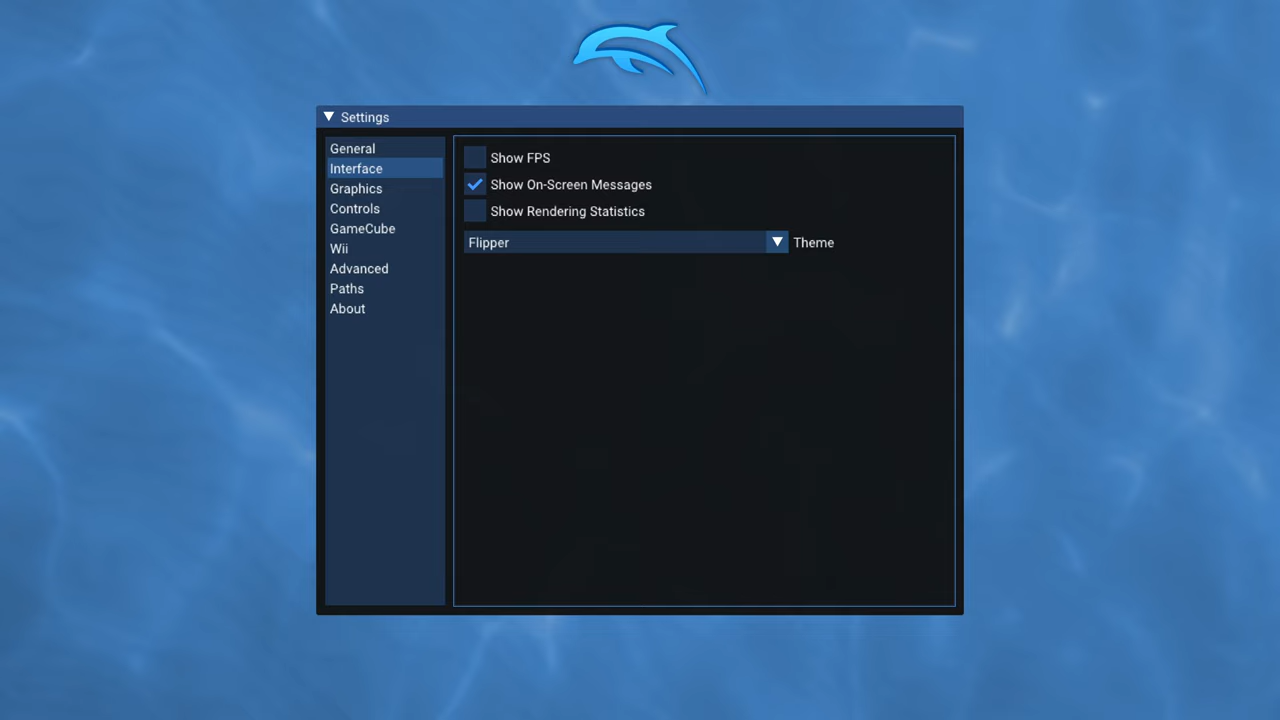 Settings
General
Interface
Graphics
Controls
GameCube
Wii
Advanced
Paths
About
Show FPS
Show On-Screen Messages
Show Rendering Statistics
Flipper
Theme